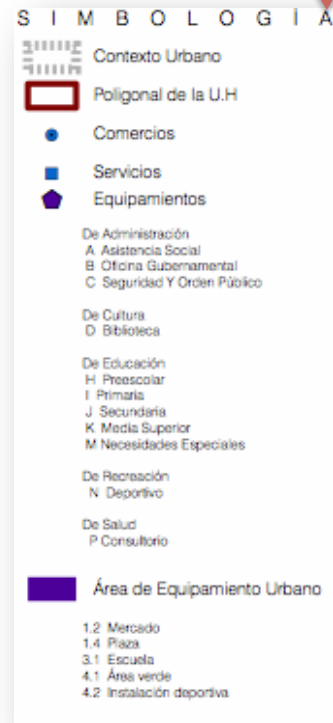 SIMBOLOGÍA
Contexto Urbano
Poligonal de la U.H
Comercios
Servicios
Equipamientos
De Administración
A Asistencia Social
B Oficina Gubernamental
C Seguridad Y Orden Público
De Cultura
D Biblioteca
De Educación
H Preescolar
I Primaria
J Secundaria
K Media Superior
M Necesidades Especiales
De Recreación
N Deportivo
De Salud
P Consultorio
Área de Equipamiento Urbano
1.2 Mercado
1.4 Plaza
3.1 Escuela
4.1 Área verde
4.2 Instalación deportiva